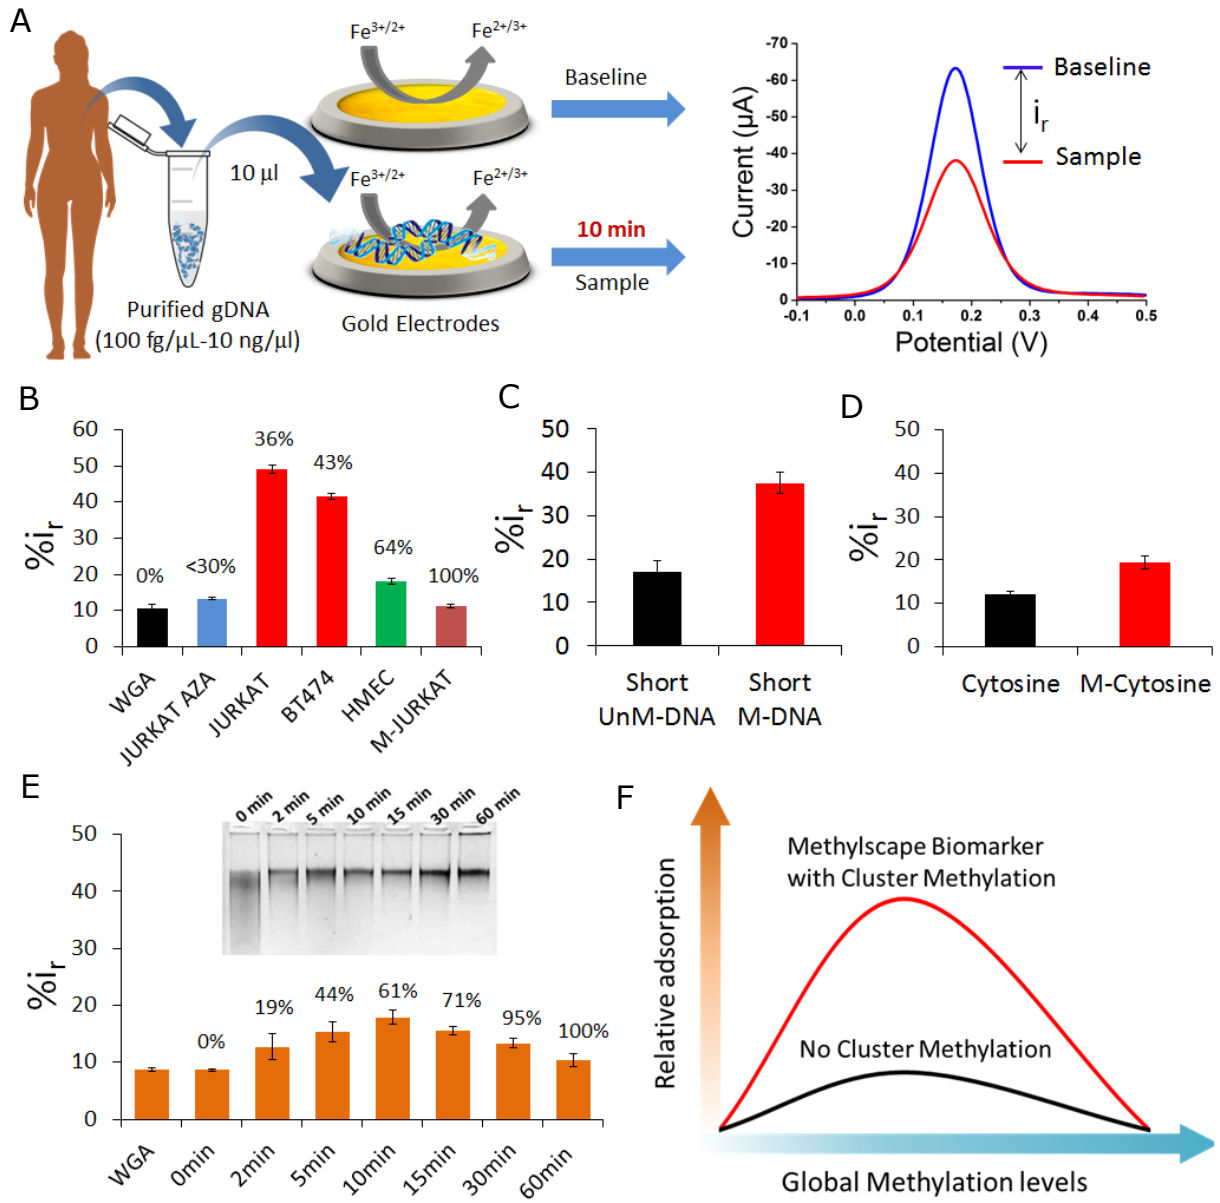 A
Fe3+/2+
Fe2+/3+
Baseline
10 µl
Fe3+/2+
Fe2+/3+
10 min
Sample
Purified gDNA
(100 fg/µL-10 ng/µl)
Gold Electrodes
Current (µA)
-70
-60
-50
-40
-30
-20
-10
0
-0.1
0.0
0.1
0.2
0.3
0.4
0.5
Potential (V)
Baseline
ir
Sample
B
%ir
60
50
40
30
20
10
0
0%
<30%
36%
43%
64%
100%
WGA
JURKAT AZA
JURKAT
BT474
HMEC
M-JURKAT
C
%ir
50
40
30
20
10
0
Short
UnM-DNA
Short
M-DNA
D
%ir
50
40
30
20
10
0
Cytosine
M-Cytosine
E
%ir
50
40
30
20
10
0
0 min
2 min
5 min
10 min
15 min
30 min
60 min
0%
19%
44%
61%
71%
95%
100%
WGA
0min
2min
5min
10min
15min
30min
60min
F
Relative adsorption
Methylscape Biomarker
with Cluster Methylation
No Cluster Methylation
Global Methylation levels